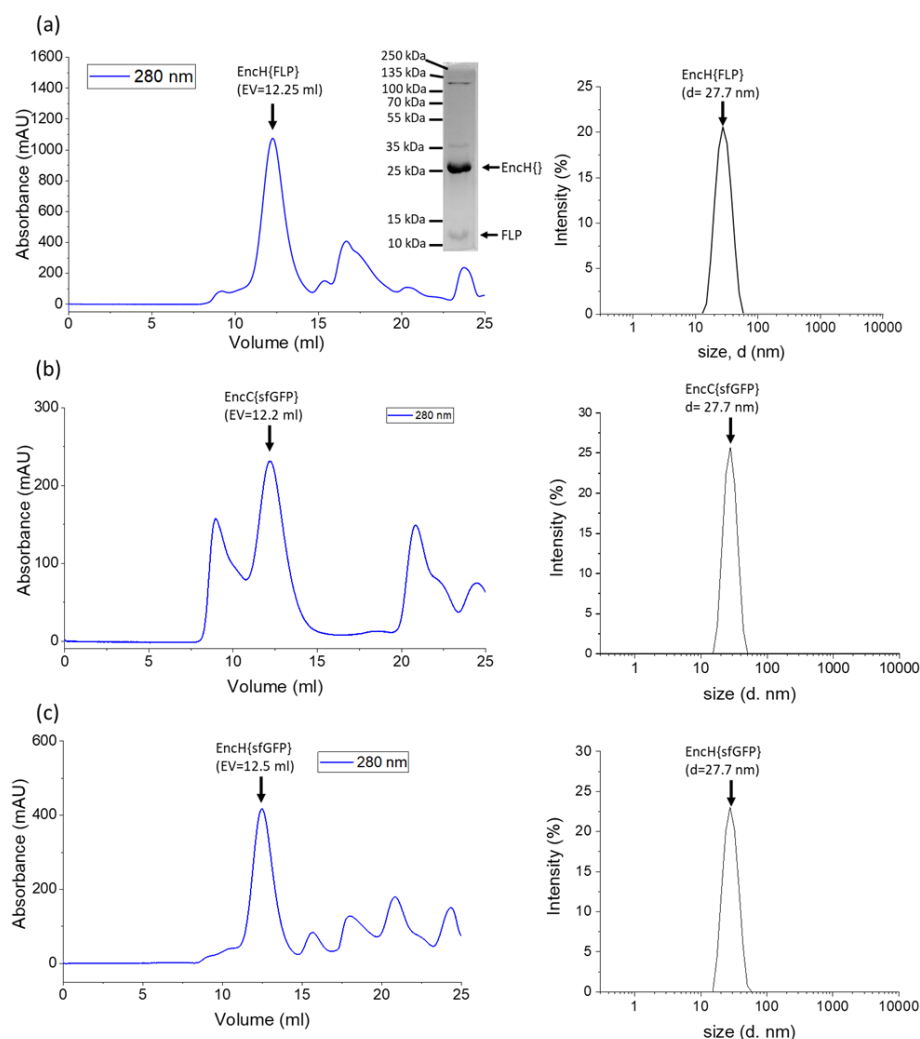 (a)
1600
1400
1200
1000
800
600
400
200
0
Absorbance (mAU)
280 nm
EncH{FLP}
(EV=12.25 ml)
250 kDa
135 kDa
100 kDa
70 kDa
55 kDa
35 kDa
25 kDa
15 kDa
10 kDa
EncH{}
FLP
0 5 10 15 20 25
Volume (ml)
25
20
15
10
5
0
Intensity (%)
EncH{FLP}
(d= 27.7 nm)
1 10 100 1000 10000
size, d (nm)
(b)
300
200
100
0
Absorbance (mAU)
EncC{sfGFP}
(EV=12.2 ml)
280 nm
0 5 10 15 20 25
Volume (ml)
30
25
20
15
10
5
0
Intensity (%)
EncC{sfGFP}
d= 27.7 nm)
1 10 100 1000 10000
size (d. nm)
(c)
600
400
200
0
Absorbance (mAU)
EncH{sfGFP}
(EV=12.5 ml)
280 nm
0 5 10 15 20 25
Volume (ml)
30
25
20
15
10
5
0
Intensity (%)
EncH{sfGFP}
(d=27.7 nm)
1 10 100 1000 10000
size (d. nm)